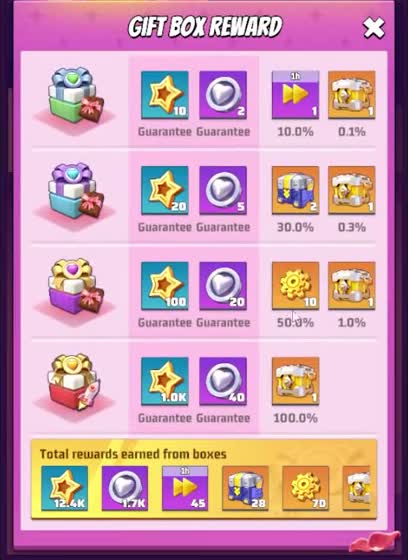 GIFT BOX REWARD
10 2 1h 1 1
Guarantee Guarantee 10.0% 0.1%
20 5 2 1
Guarantee Guarantee 30.0% 0.3%
100 20 10 1
Guarantee Guarantee 50.0% 1.0%
1.0K 40 1
Guarantee Guarantee 100.0%
Total rewards earned from boxes
1h
12.4K 1.7K 45 28 70